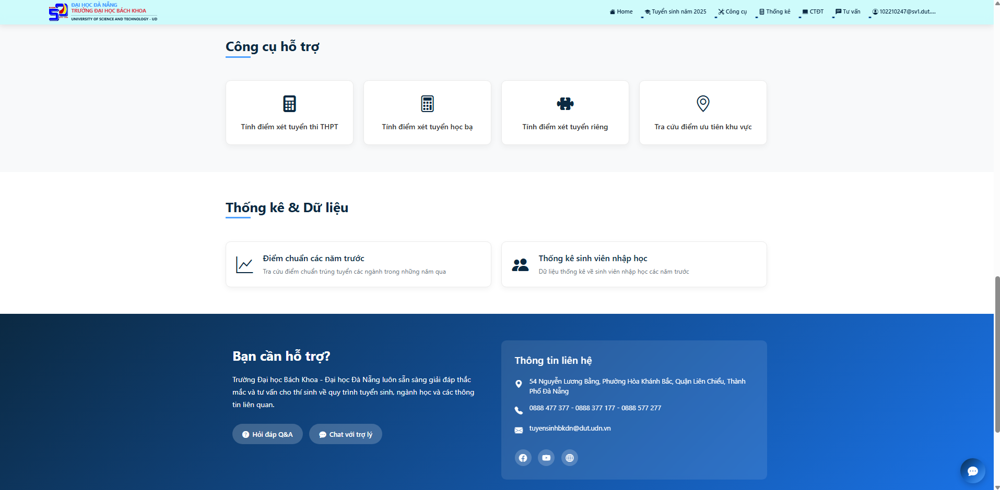 ĐẠI HỌC ĐÀ NẴNG
TRƯỜNG ĐẠI HỌC BÁCH KHOA
UNIVERSITY OF SCIENCE AND TECHNOLOGY - UD
Home
Tuyển sinh năm 2025
Công cụ
Thống kê
CTĐT
Tư vấn
102210247@sv1.dut....
Công cụ hỗ trợ
Tính điểm xét tuyển thi THPT
Tính điểm xét tuyển học bạ
Tính điểm xét tuyển riêng
Tra cứu điểm ưu tiên khu vực
Thống kê & Dữ liệu
Điểm chuẩn các năm trước
Tra cứu điểm chuẩn trúng tuyển các ngành trong những năm qua
Thống kê sinh viên nhập học
Dữ liệu thống kê về sinh viên nhập học các năm trước
Bạn cần hỗ trợ?
Trường Đại học Bách Khoa - Đại học Đà Nẵng luôn sẵn sàng giải đáp thắc
mắc và tư vấn cho thí sinh về quy trình tuyển sinh, ngành học và các thông
tin liên quan.
Hỏi đáp Q&A
Chat với trợ lý
Thông tin liên hệ
54 Nguyễn Lương Bằng, Phường Hòa Khánh Bắc, Quận Liên Chiểu, Thành
Phố Đà Nẵng
0888 477 377 - 0888 377 177 - 0888 577 277
tuyensinhbkdn@dut.udn.vn